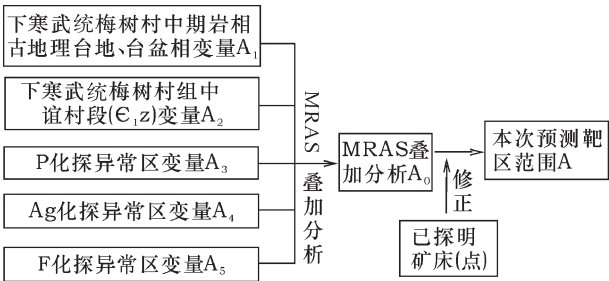 下寒武统梅树村中期岩相
古地理台地、台盆相变量A₁
下寒武统梅树村组中
谊村段(Є₁z)变量A₂
P化探异常区变量A₃
Ag化探异常区变量A₄
F化探异常区变量A₅
MRAS叠加分析
MRAS叠
加分析A₀
修正
已探明
矿床(点)
本次预测靶
区范围A